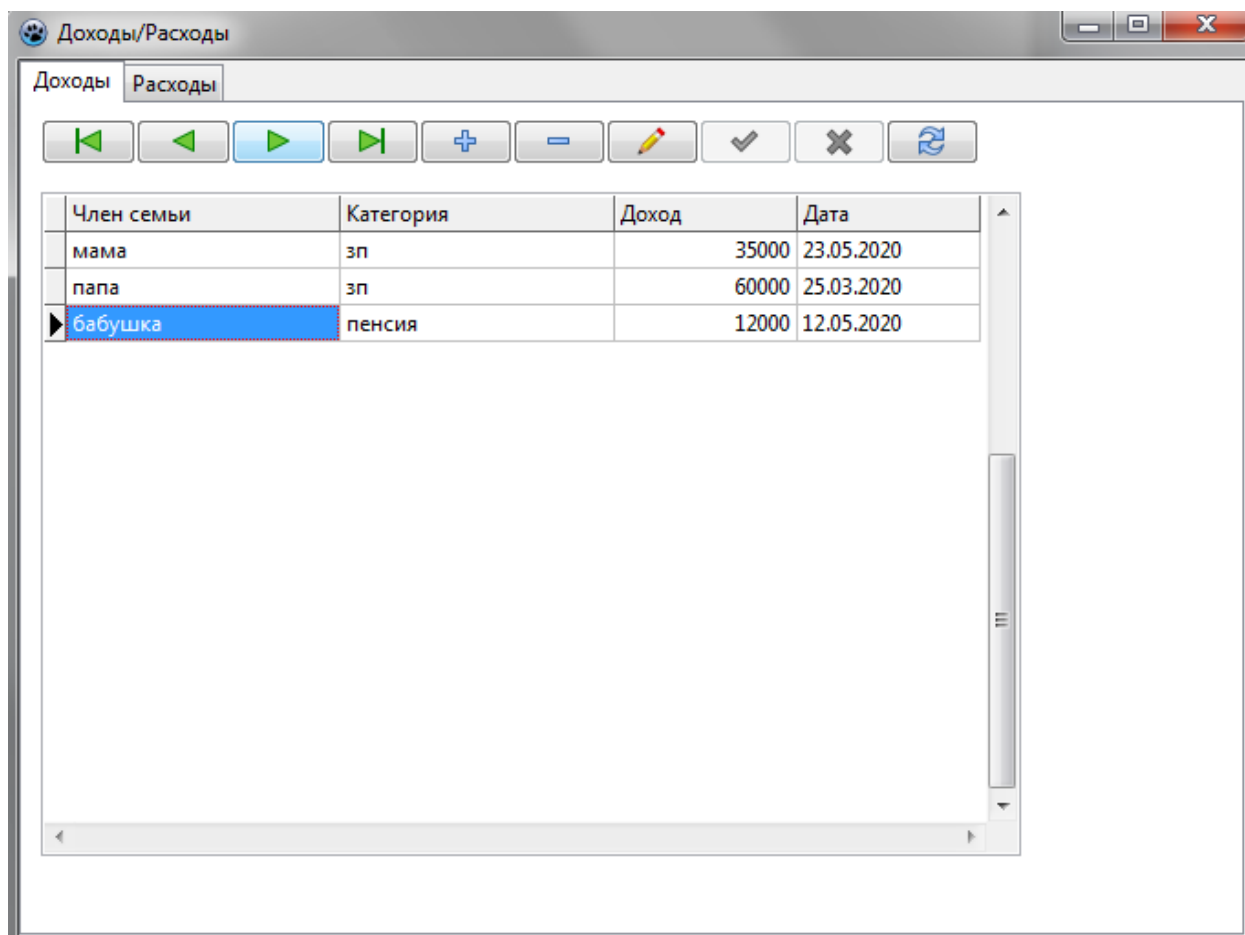 Доходы/Расходы
Доходы Расходы
Член семьи Категория Доход Дата
мама зп 35000 23.05.2020
папа зп 60000 25.03.2020
бабушка пенсия 12000 12.05.2020